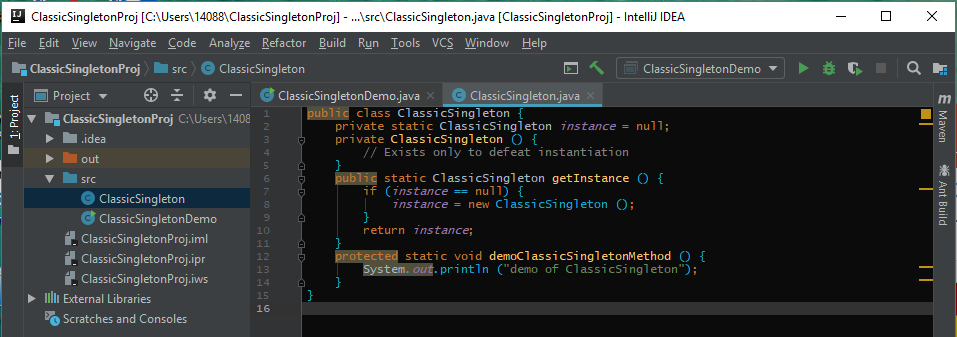 ClassicSingletonProj [C:\Users\14088\ClassicSingletonProj] - ...\src\ClassicSingleton.java [ClassicSingletonProj] - IntelliJ IDEA
File Edit View Navigate Code Analyze Refactor Build Run Tools VCS Window Help
ClassicSingletonProj src ClassicSingleton ClassicSingletonDemo
1: Project
Project
ClassicSingletonProj C:\Users\14088
.idea
out
src
ClassicSingleton
ClassicSingletonDemo
ClassicSingletonProj.iml
ClassicSingletonProj.ipr
ClassicSingletonProj.iws
External Libraries
Scratches and Consoles
ClassicSingletonDemo.java ClassicSingleton.java
1 public class ClassicSingleton {
2 private static ClassicSingleton instance = null;
3 private ClassicSingleton () {
4 // Exists only to defeat instantiation
5 }
6 public static ClassicSingleton getInstance () {
7 if (instance == null) {
8 instance = new ClassicSingleton ();
9 }
10 return instance;
11 }
12 protected static void demoClassicSingletonMethod () {
13 System.out.println ("demo of ClassicSingleton");
14 }
15 }
16
m Maven
Ant Build